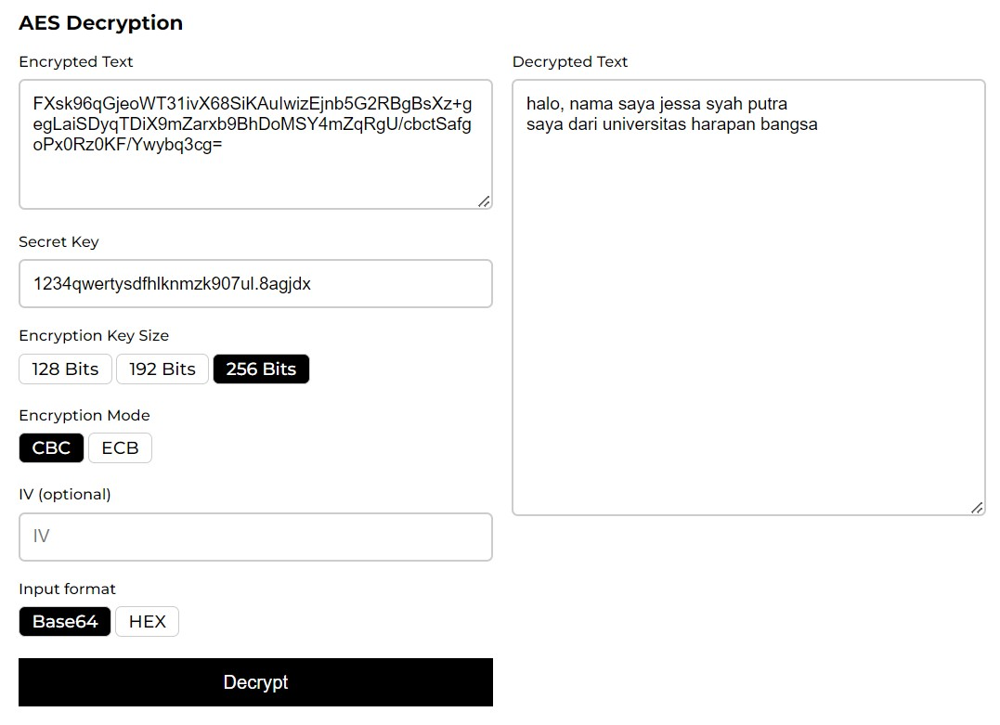 AES Decryption
Encrypted Text
FXsk96qGjeoWT31ivX68SiKAulwizEjnb5G2RBgBsXz+g
egLaiSDyqTDiX9mZarxb9BhDoMSY4mZqRgU/cbctSafg
oPx0Rz0KF/Ywybq3cg=
Secret Key
1234qwertysdfhlknmzk907ul.8agjdx
Encryption Key Size
128 Bits 192 Bits 256 Bits
Encryption Mode
CBC ECB
IV (optional)
IV
Input format
Base64 HEX
Decrypt
Decrypted Text
halo, nama saya jessa syah putra
saya dari universitas harapan bangsa